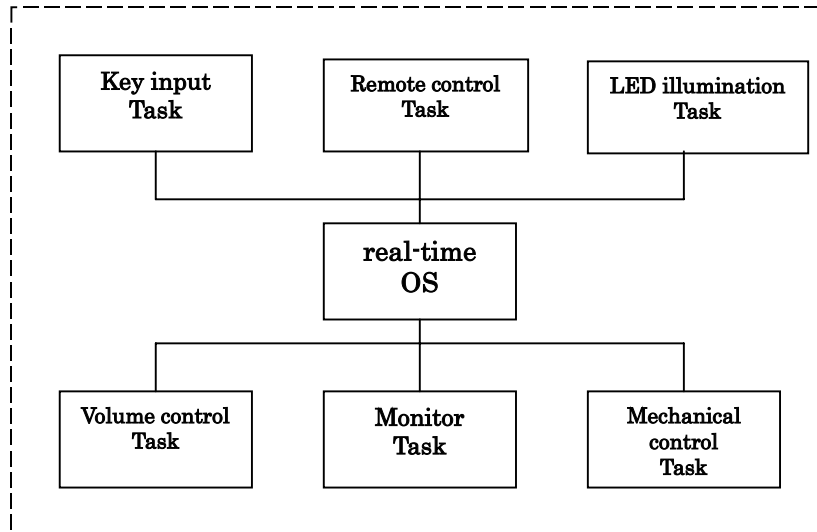 Key input
Task
Remote control
Task
LED illumination
Task
real-time
OS
Volume control
Task
Monitor
Task
Mechanical
control
Task